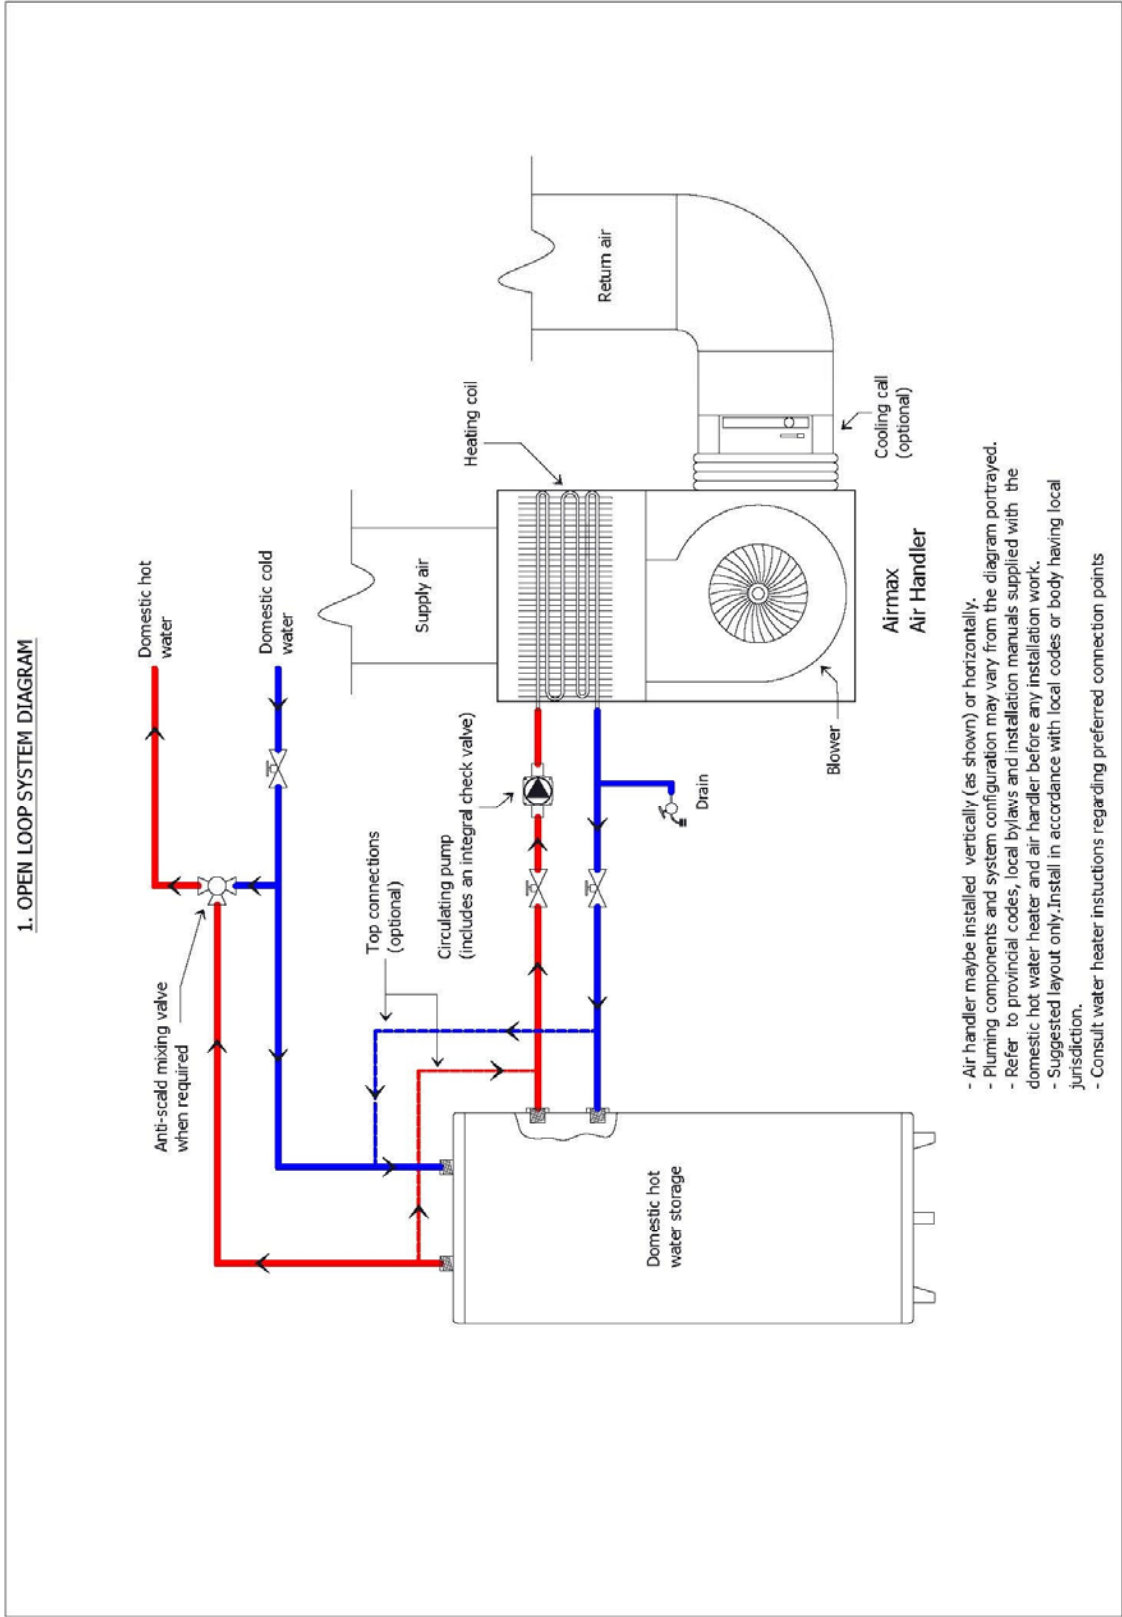 1. OPEN LOOP SYSTEM DIAGRAM
Domestic hot
water
Domestic cold
water
Anti-scald mixing valve
when required
Supply air
Return air
Top connections
(optional)
Heating coil
Circulating pump
(includes an integral check valve)
Drain
Domestic hot
water storage
Blower
Cooling call
(optional)
Airmax
Air Handler
- Air handler maybe installed vertically (as shown) or horizontally.
- Pluming components and system configuration may vary from the diagram portrayed.
- Refer to provincial codes, local bylaws and installation manuals supplied with the
domestic hot water heater and air handler before any installation work.
- Suggested layout only.Install in accordance with local codes or body having local
jurisdiction.
- Consult water heater instuctions regarding preferred connection points